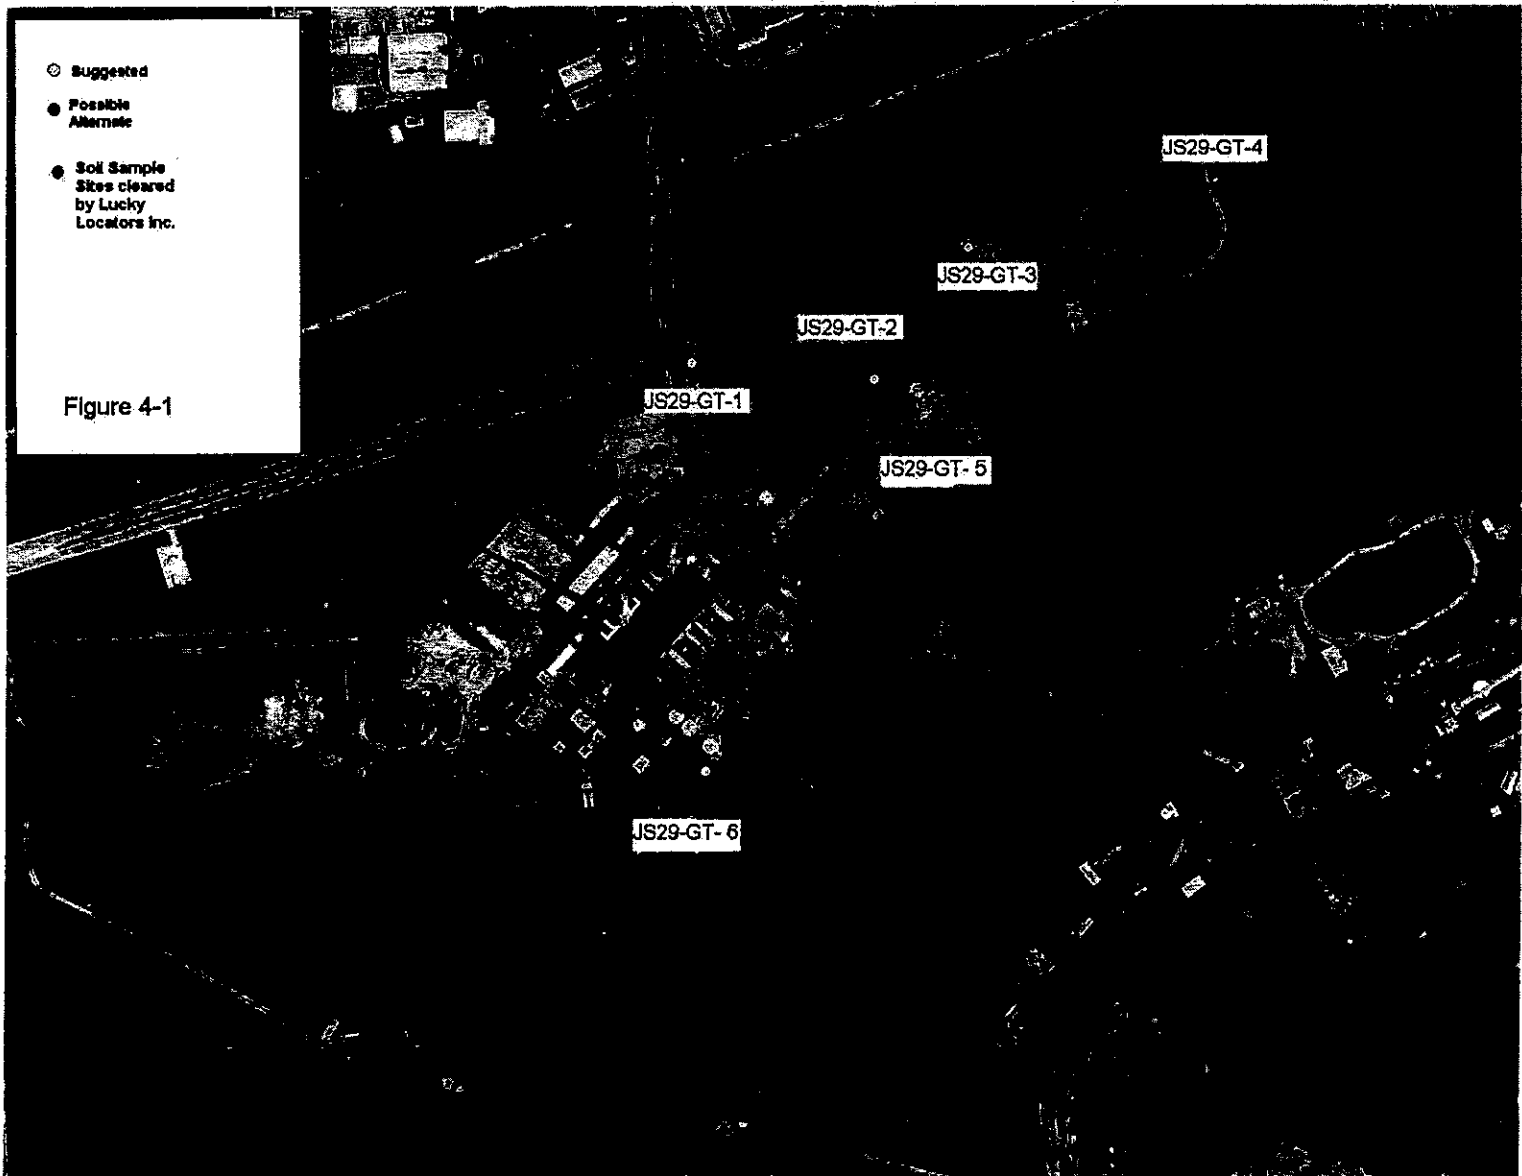 Suggested
Possible
Alternate
Soil Sample
Sites cleared
by Lucky
Locators Inc.
Figure 4-1
JS29-GT-4
JS29-GT-3
JS29-GT-2
JS29-GT-1
JS29-GT- 5
JS29-GT- 6